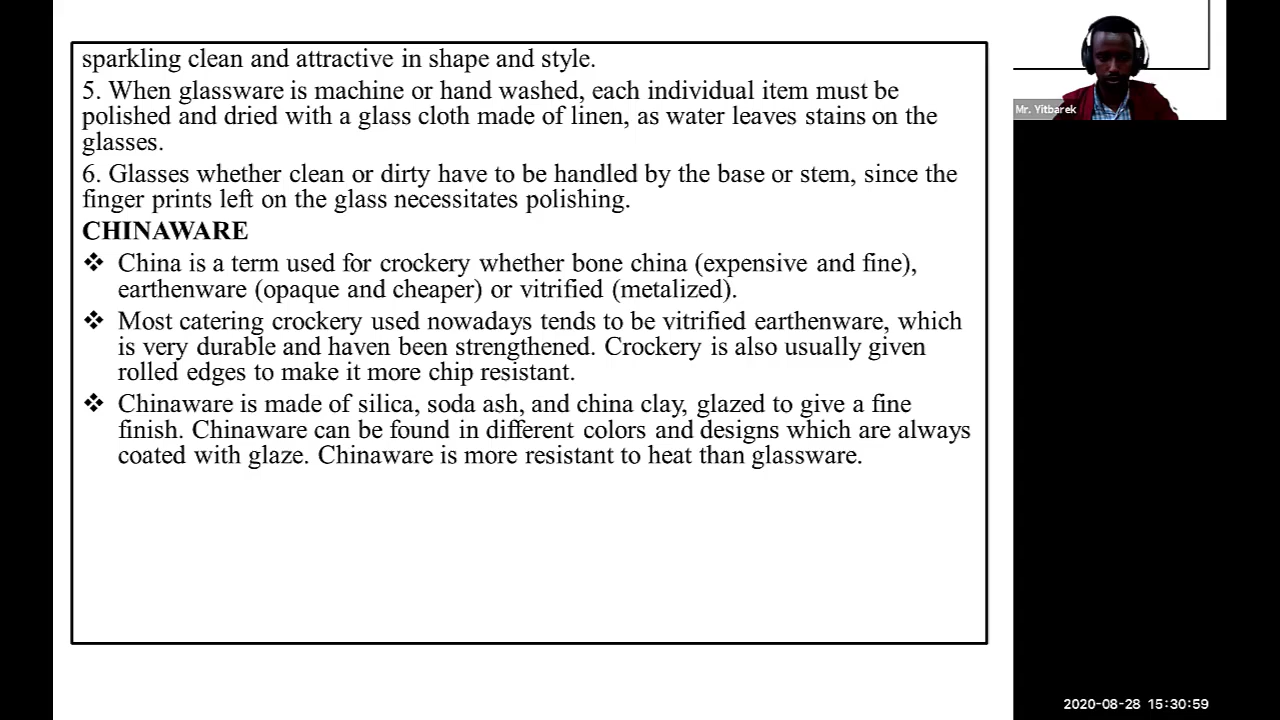 sparkling clean and attractive in shape and style.
5. When glassware is machine or hand washed, each individual item must be
polished and dried with a glass cloth made of linen, as water leaves stains on the
glasses.
6. Glasses whether clean or dirty have to be handled by the base or stem, since the
finger prints left on the glass necessitates polishing.
CHINAWARE
❖ China is a term used for crockery whether bone china (expensive and fine),
earthenware (opaque and cheaper) or vitrified (metalized).
❖ Most catering crockery used nowadays tends to be vitrified earthenware, which
is very durable and haven been strengthened. Crockery is also usually given
rolled edges to make it more chip resistant.
❖ Chinaware is made of silica, soda ash, and china clay, glazed to give a fine
finish. Chinaware can be found in different colors and designs which are always
coated with glaze. Chinaware is more resistant to heat than glassware.
Mr. Yitbarek
2020-08-28 15:30:59